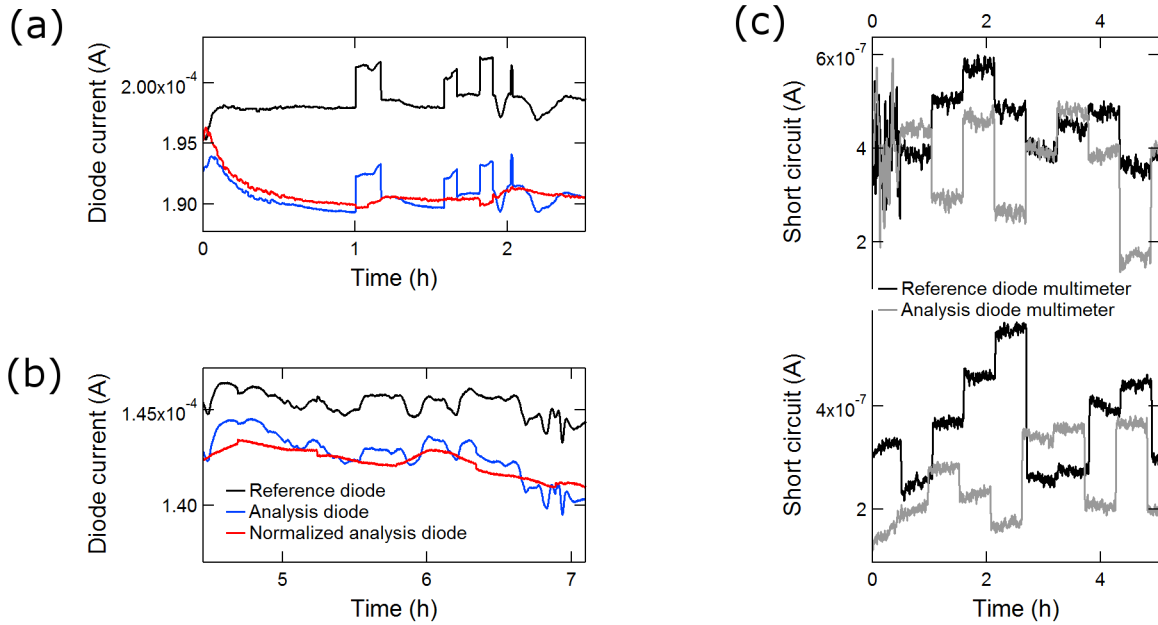 (a)
Diode current (A)
2.00x10⁻⁴
1.95
1.90
0
1
2
Time (h)
(b)
Diode current (A)
1.45x10⁻⁴
1.40
Reference diode
Analysis diode
Normalized analysis diode
5
6
7
Time (h)
(c)
0
2
4
Short circuit (A)
6x10⁻⁷
4
2
Reference diode multimeter
Analysis diode multimeter
Short circuit (A)
4x10⁻⁷
2
0
2
4
Time (h)